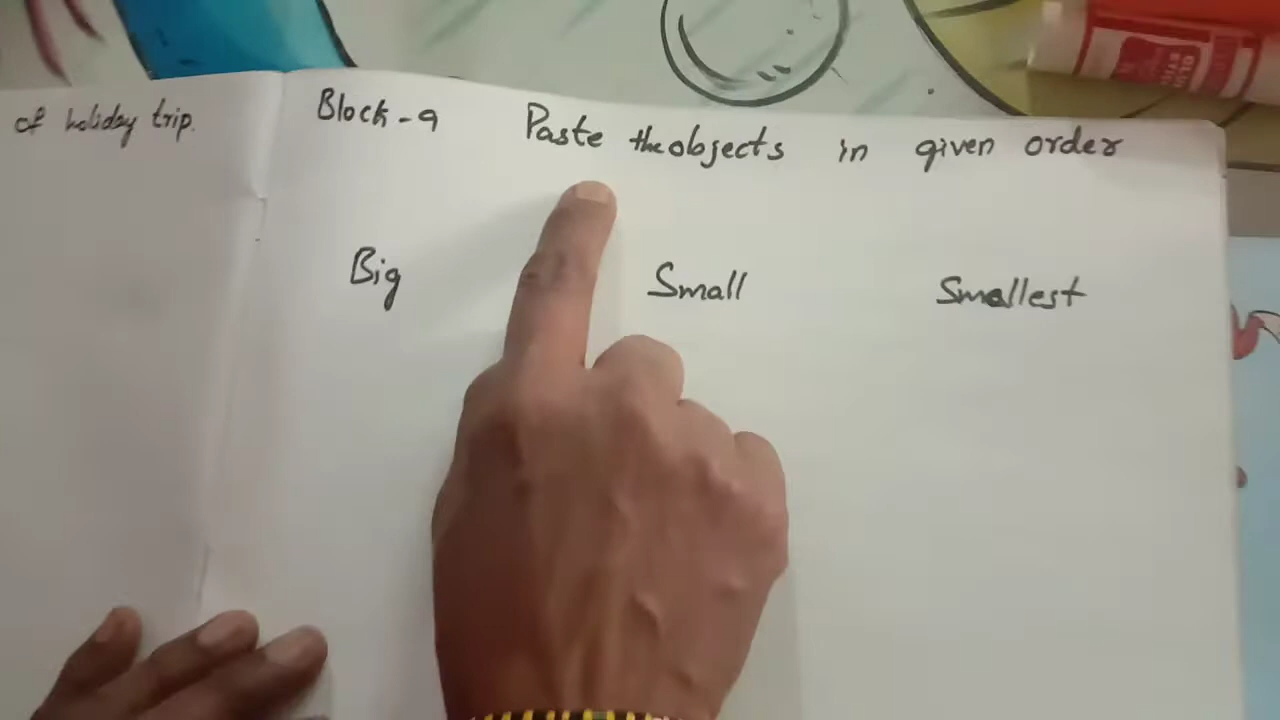 of holiday trip.
Block-9 Paste the objects in given order
Big Small Smallest